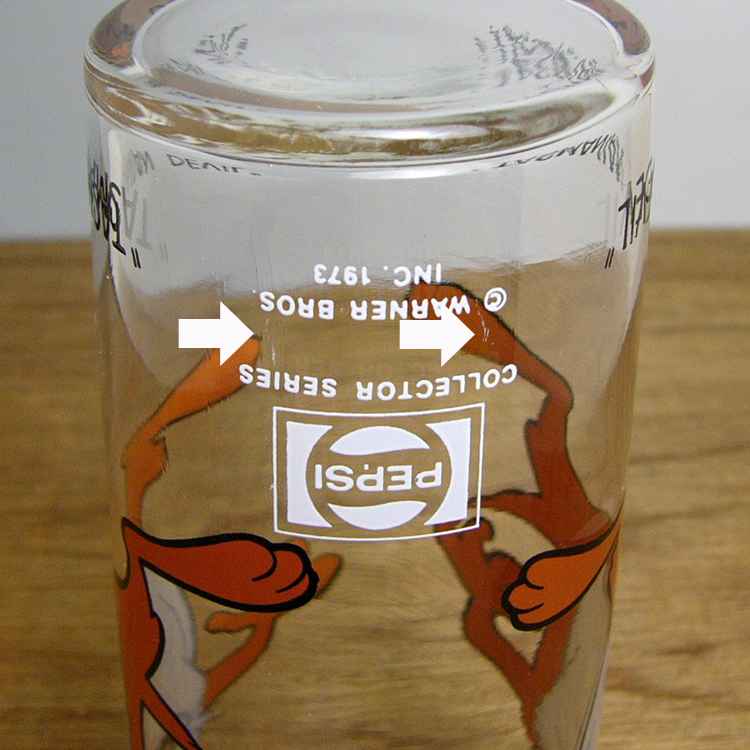 PEPSI
COLLECTOR SERIES
© WARNER BROS.
INC. 1973